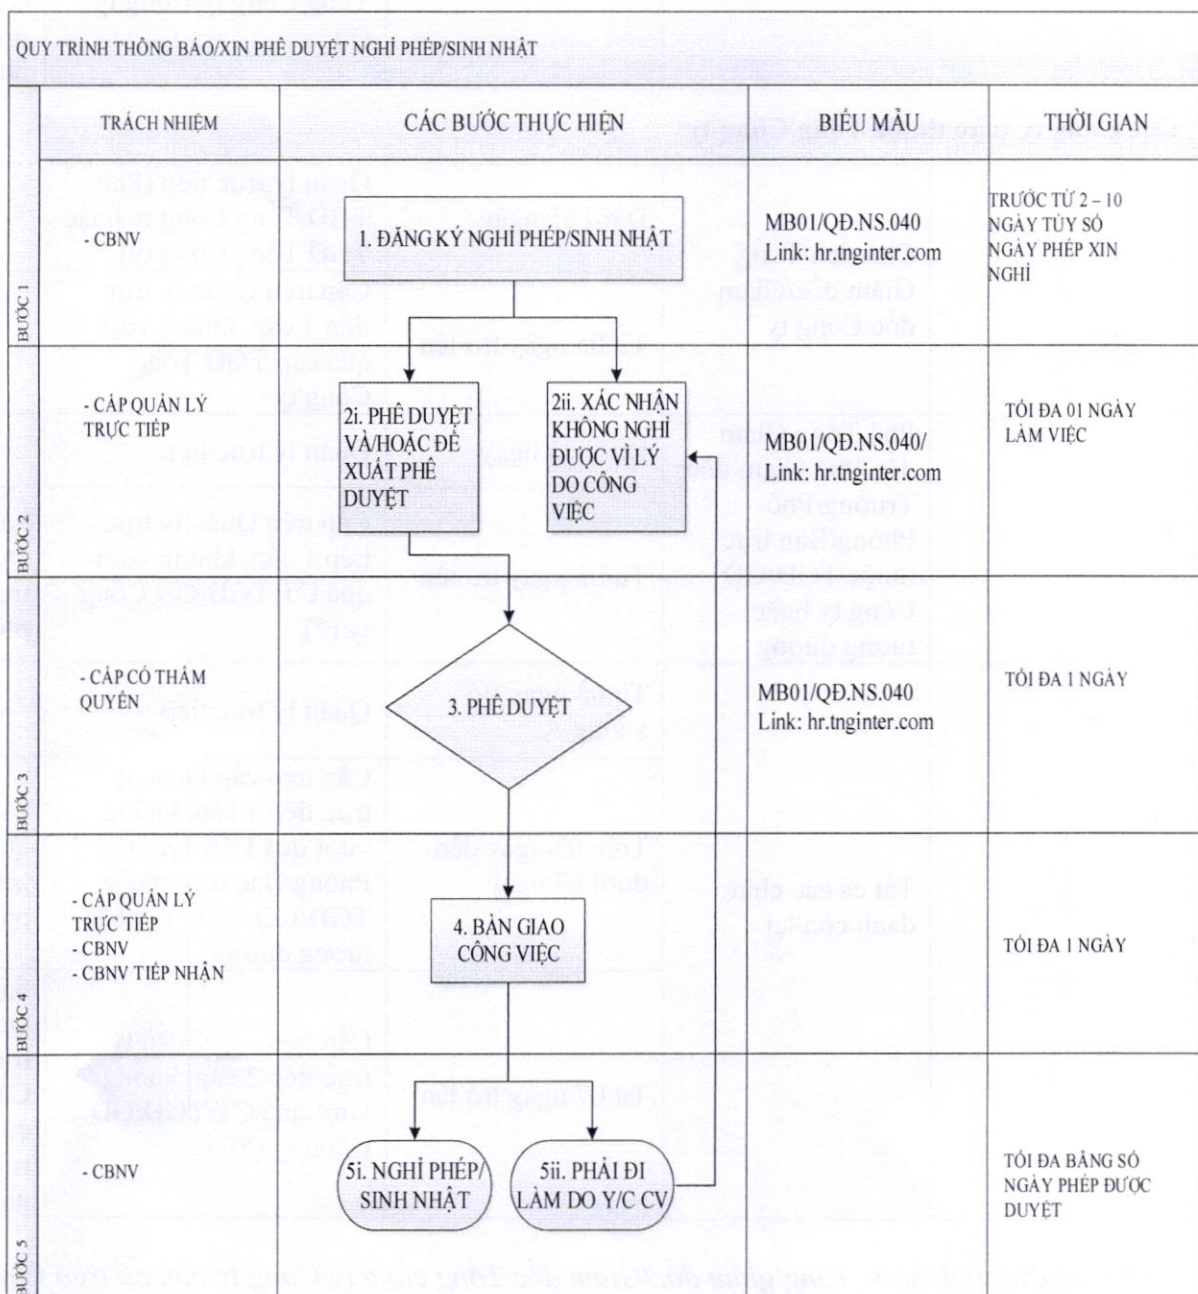 QUY TRÌNH THÔNG BÁO/XIN PHÊ DUYỆT NGHỈ PHÉP/SINH NHẬT
TRÁCH NHIỆM
CÁC BƯỚC THỰC HIỆN
BIỂU MẪU
THỜI GIAN
BƯỚC 1
- CBNV
1. ĐĂNG KÝ NGHỈ PHÉP/SINH NHẬT
MB01/QĐ.NS.040
Link: hr.tnginter.com
TRƯỚC TỪ 2 – 10
NGÀY TÙY SỐ
NGÀY PHÉP XIN
NGHỈ
BƯỚC 2
- CẤP QUẢN LÝ
TRỰC TIẾP
2i. PHÊ DUYỆT
VÀ/HOẶC ĐỀ
XUẤT PHÊ
DUYỆT
2ii. XÁC NHẬN
KHÔNG NGHỈ
ĐƯỢC VÌ LÝ
DO CÔNG
VIỆC
MB01/QĐ.NS.040/
Link: hr.tnginter.com
TỐI ĐA 01 NGÀY
LÀM VIỆC
BƯỚC 3
- CẤP CÓ THẨM
QUYỀN
3. PHÊ DUYỆT
MB01/QĐ.NS.040
Link: hr.tnginter.com
TỐI ĐA 1 NGÀY
BƯỚC 4
- CẤP QUẢN LÝ
TRỰC TIẾP
- CBNV
- CBNV TIẾP NHẬN
4. BÀN GIAO
CÔNG VIỆC
TỐI ĐA 1 NGÀY
BƯỚC 5
- CBNV
5i. NGHỈ PHÉP/
SINH NHẬT
5ii. PHẢI ĐI
LÀM DO Y/C CV
TỐI ĐA BẰNG SỐ
NGÀY PHÉP ĐƯỢC
DUYỆT